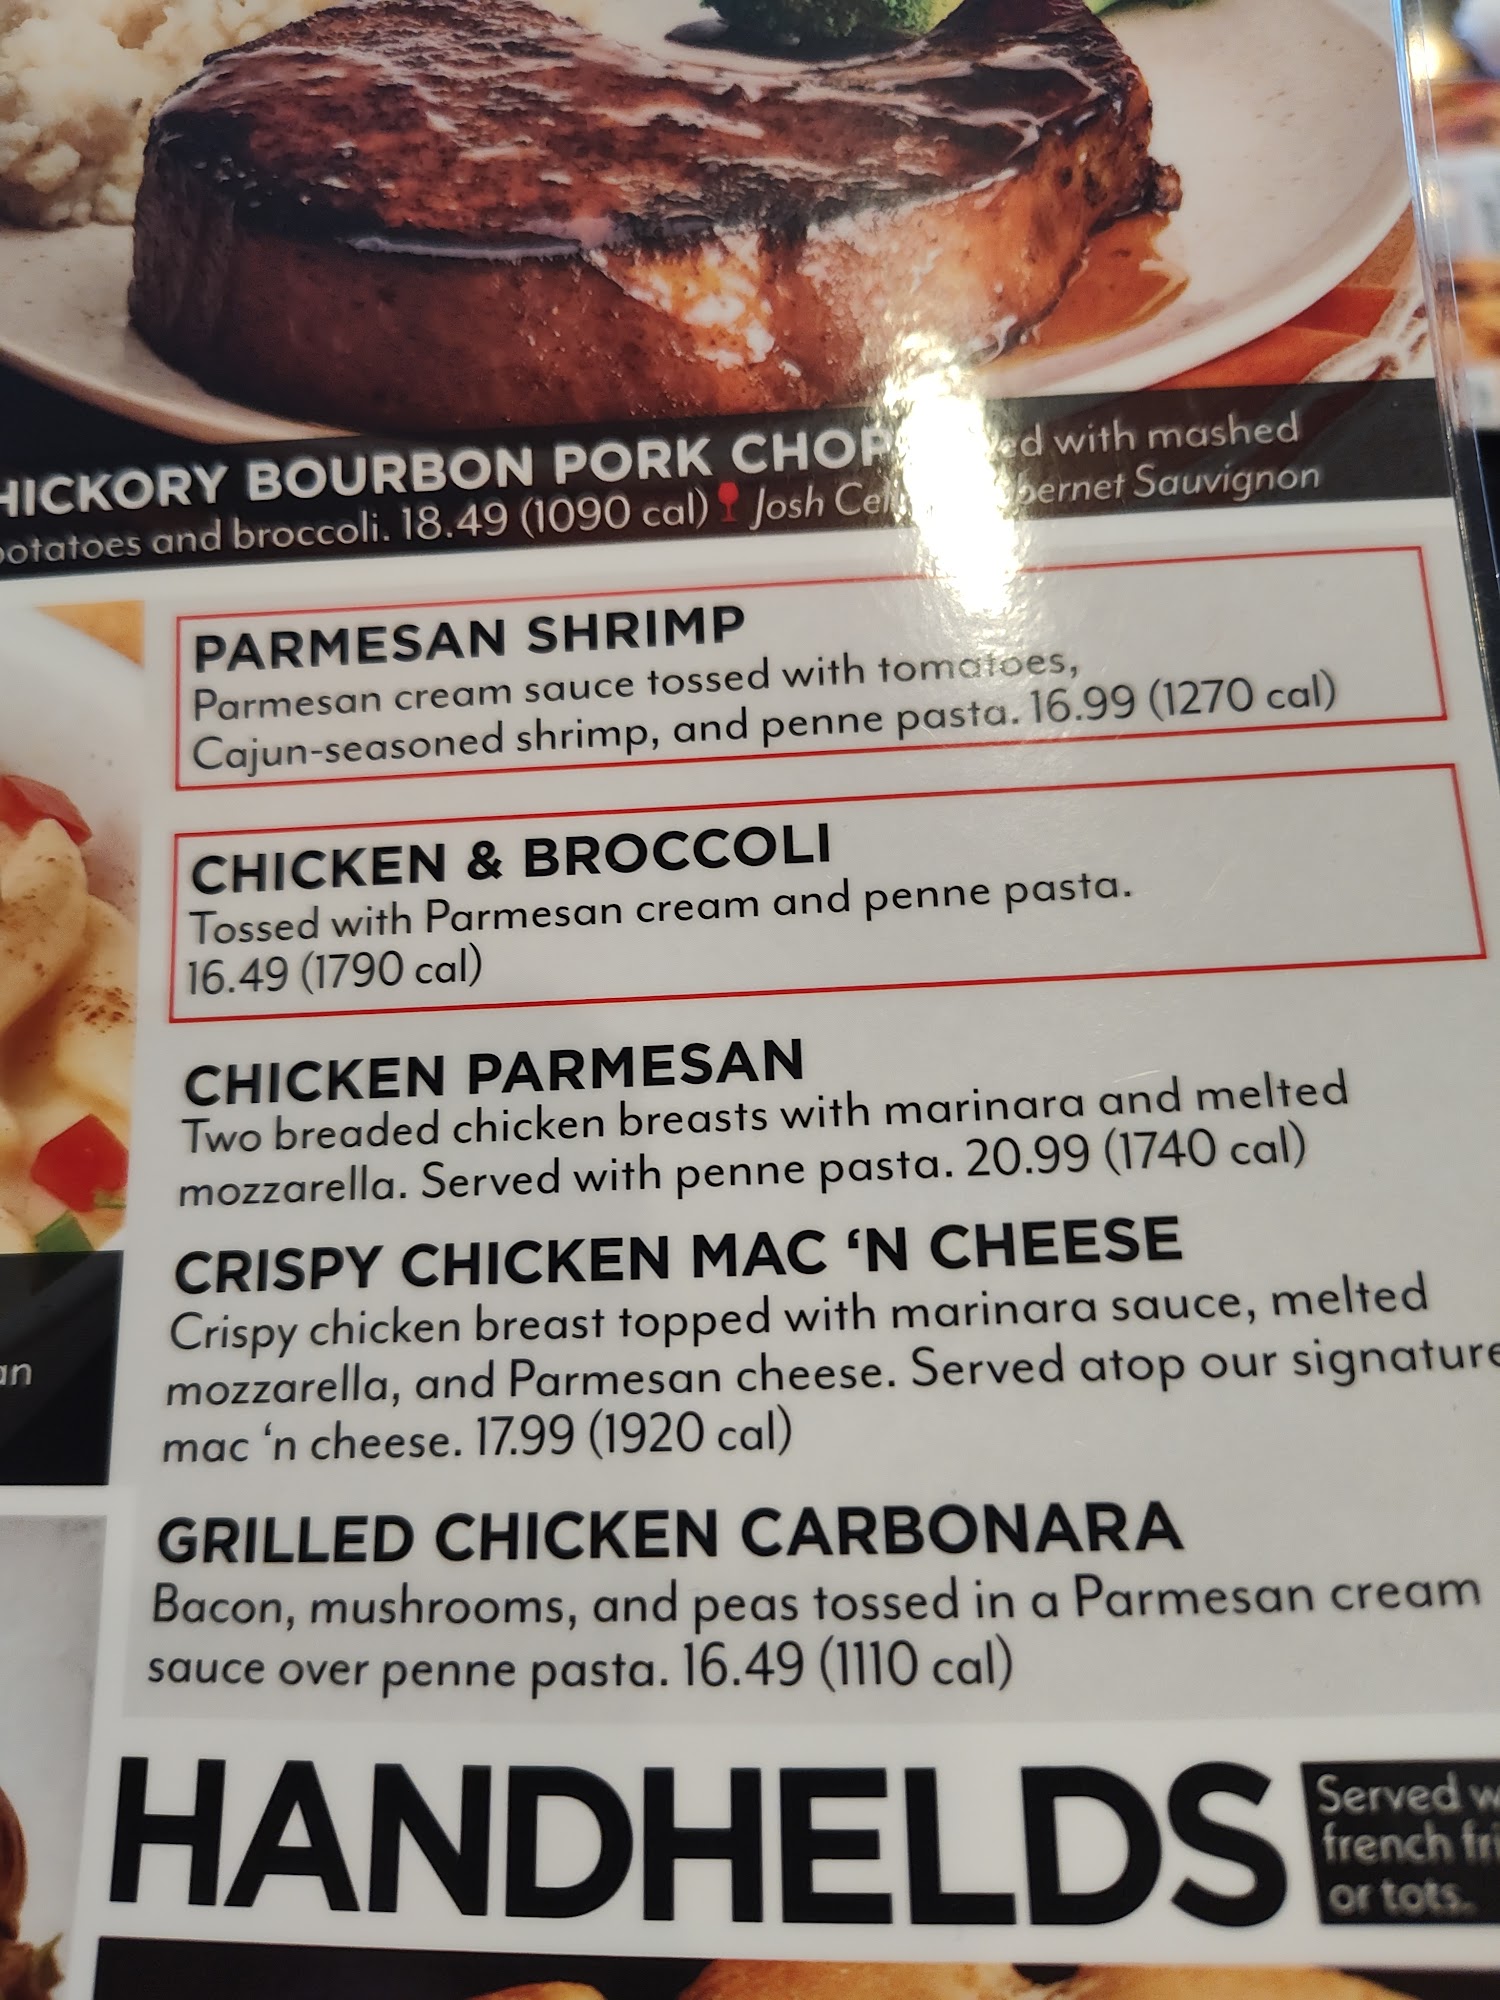 HICKORY BOURBON PORK CHOP with mashed
potatoes and broccoli. 18.49 (1090 cal) Josh Sauvignon
PARMESAN SHRIMP
Parmesan cream sauce tossed with tomatoes,
Cajun-seasoned shrimp, and penne pasta. 16.99 (1270 cal)
CHICKEN & BROCCOLI
Tossed with Parmesan cream and penne pasta.
16.49 (1790 cal)
CHICKEN PARMESAN
Two breaded chicken breasts with marinara and melted
mozzarella. Served with penne pasta. 20.99 (1740 cal)
CRISPY CHICKEN MAC ‘N CHEESE
Crispy chicken breast topped with marinara sauce, melted
mozzarella, and Parmesan cheese. Served atop our signature
mac ‘n cheese. 17.99 (1920 cal)
an
GRILLED CHICKEN CARBONARA
Bacon, mushrooms, and peas tossed in a Parmesan cream
sauce over penne pasta. 16.49 (1110 cal)
HANDHELDS
Served w
french fri
or tots.